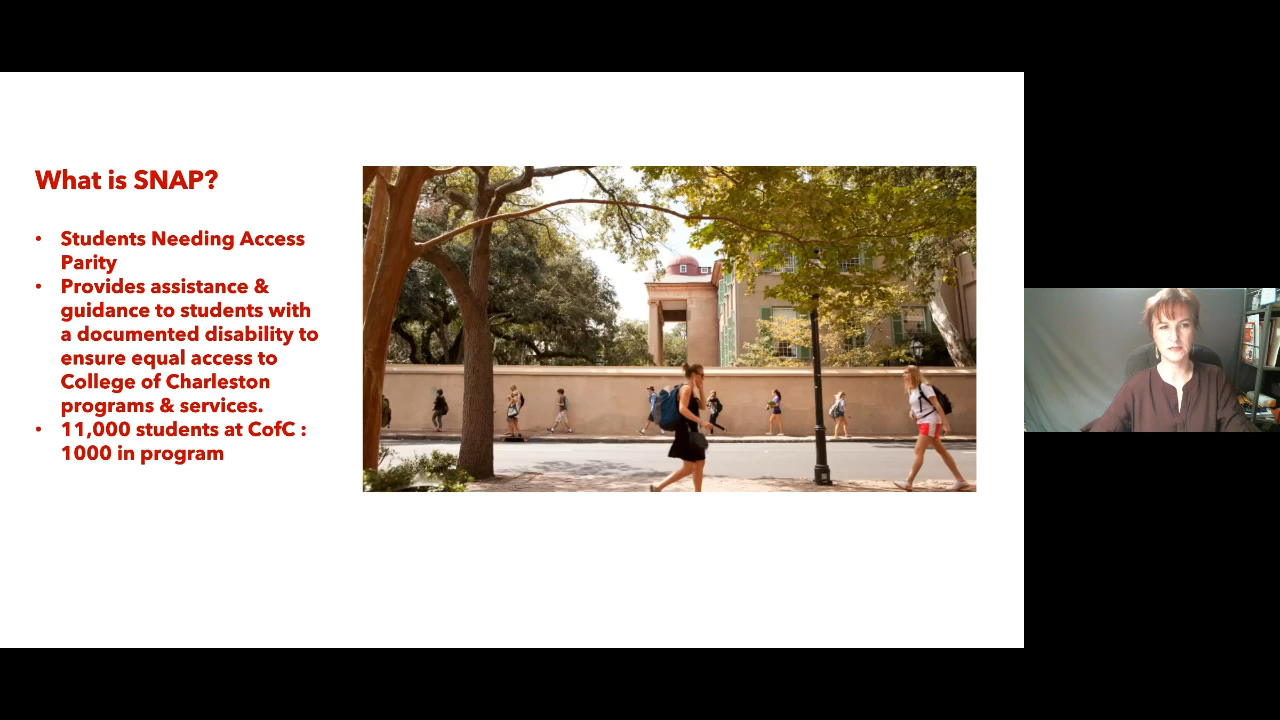 What is SNAP?
• Students Needing Access
Parity
• Provides assistance &
guidance to students with
a documented disability to
ensure equal access to
College of Charleston
programs & services.
• 11,000 students at CofC :
1000 in program